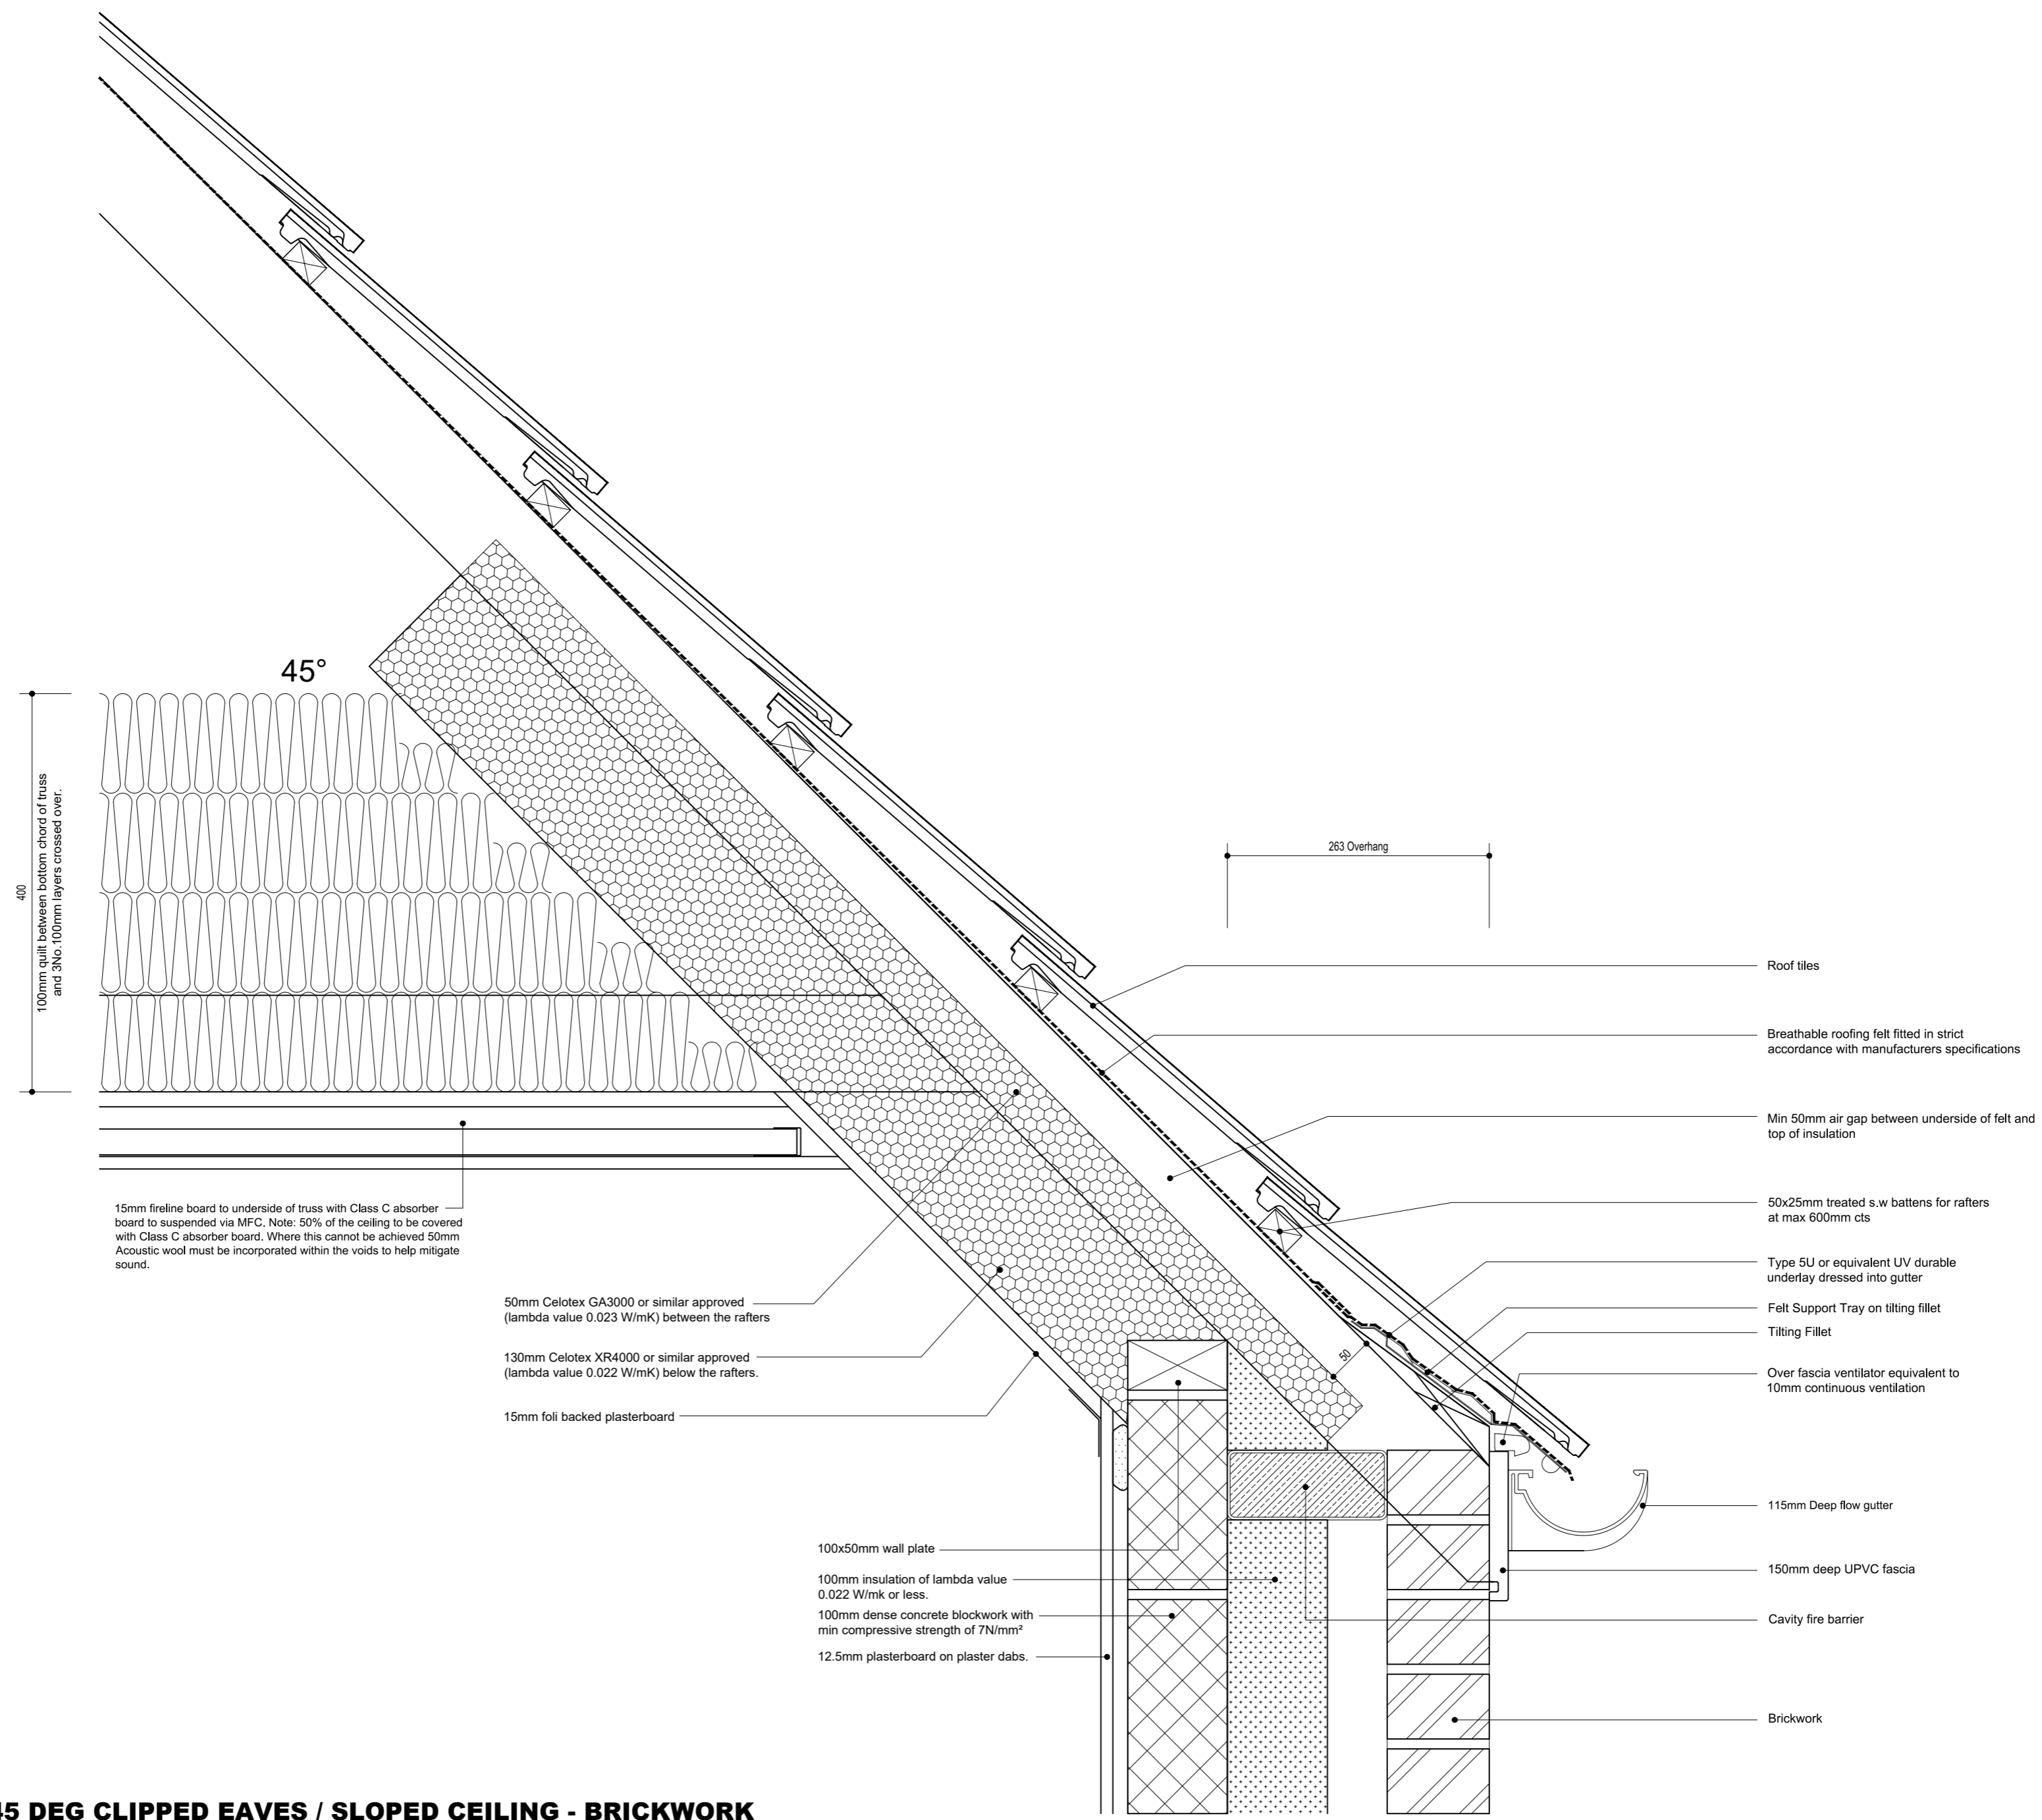 45°
400
100mm quilt between bottom chord of truss
and 3No.100mm layers crossed over.
263 Overhang
Roof tiles
Breathable roofing felt fitted in strict
accordance with manufacturers specifications
Min 50mm air gap between underside of felt and
top of insulation
50x25mm treated s.w battens for rafters
at max 600mm cts
Type 5U or equivalent UV durable
underlay dressed into gutter
Felt Support Tray on tilting fillet
Tilting Fillet
Over fascia ventilator equivalent to
10mm continuous ventilation
115mm Deep flow gutter
150mm deep UPVC fascia
Cavity fire barrier
Brickwork
50
15mm fireline board to underside of truss with Class C absorber
board to suspended via MFC. Note: 50% of the ceiling to be covered
with Class C absorber board. Where this cannot be achieved 50mm
Acoustic wool must be incorporated within the voids to help mitigate
sound.
50mm Celotex GA3000 or similar approved
(lambda value 0.023 W/mK) between the rafters
130mm Celotex XR4000 or similar approved
(lambda value 0.022 W/mK) below the rafters.
15mm foli backed plasterboard
100x50mm wall plate
100mm insulation of lambda value
0.022 W/mk or less.
100mm dense concrete blockwork with
min compressive strength of 7N/mm²
12.5mm plasterboard on plaster dabs.
45 DEG CLIPPED EAVES / SLOPED CEILING - BRICKWORK